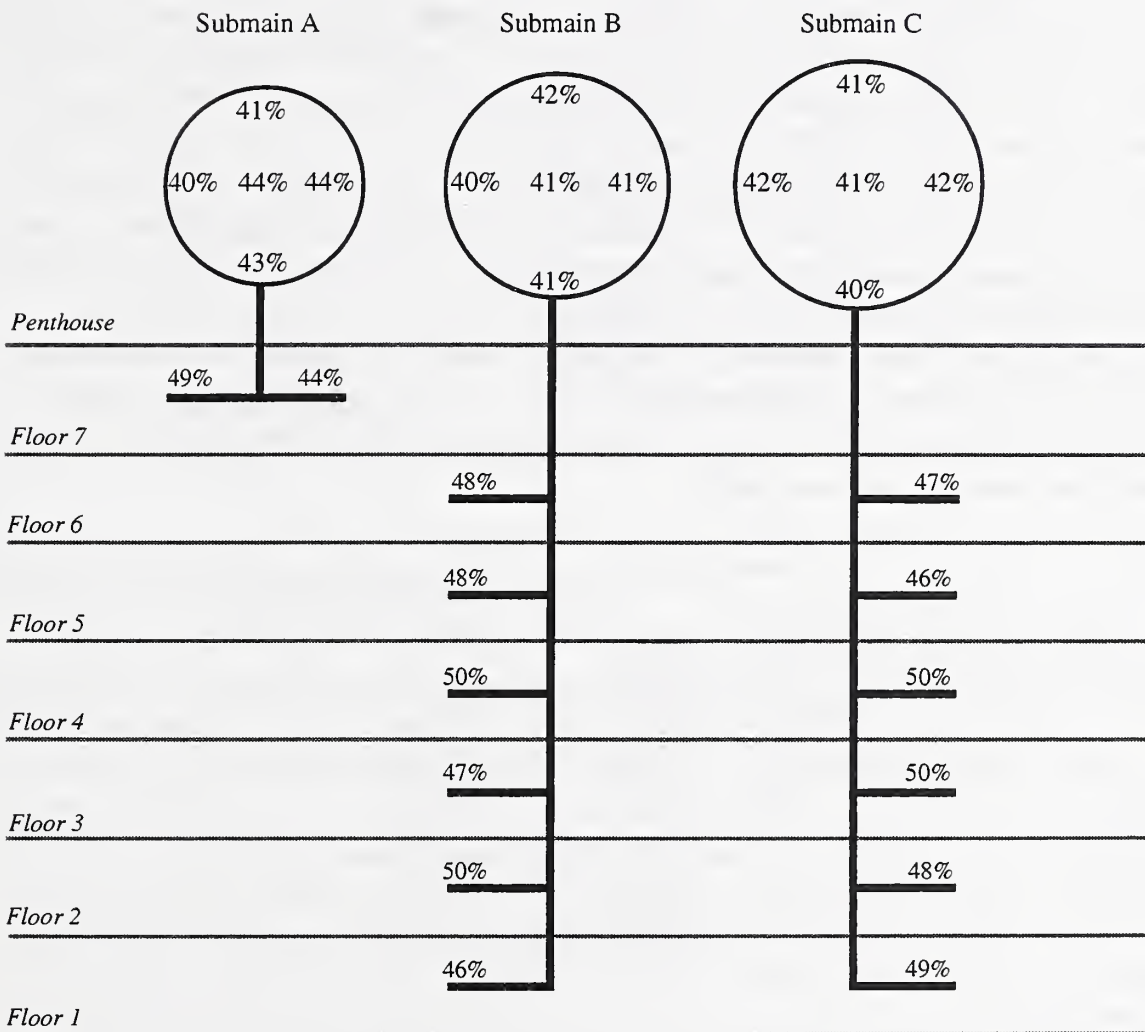 Submain A Submain B Submain C
41% 42% 41%
40% 44% 44% 40% 41% 41% 42% 41% 42%
43% 41% 40%
Penthouse
49% 44%
Floor 7
48% 47%
Floor 6
48% 46%
Floor 5
50% 50%
Floor 4
47% 50%
Floor 3
50% 48%
Floor 2
46% 49%
Floor 1